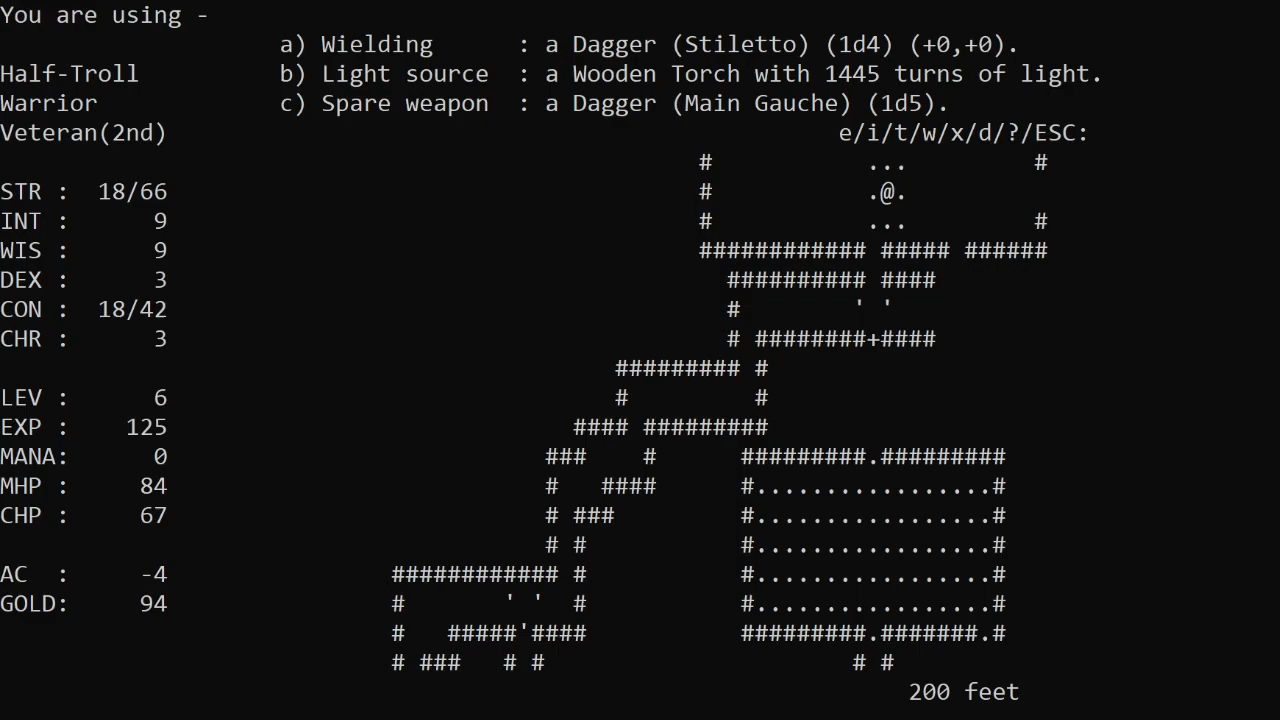 You are using -
                    a) Wielding      : a Dagger (Stiletto) (1d4) (+0,+0).
Half-Troll          b) Light source  : a Wooden Torch with 1445 turns of light.
Warrior             c) Spare weapon  : a Dagger (Main Gauche) (1d5).
Veteran(2nd)                                                e/i/t/w/x/d/?/ESC:
                                                  #           ...         #
STR :  18/66                                      #           .@.
INT :      9                                      #           ...         #
WIS :      9                                      ############ ##### ######
DEX :      3                                        ########## ####
CON :  18/42                                        #        ' '
CHR :      3                                        # ########+####
                                            ######### #
LEV :      6                                #         #
EXP :    125                             #### #########
MANA:      0                           ###    #      #########.#########
MHP :     84                           #   ####      #.................#
CHP :     67                           # ###         #.................#
                                       # #           #.................#
AC  :     -4                ############ #           #.................#
GOLD:     94                #       ' '  #           #.................#
                            #   #####'####           #########.#######.#
                            # ###   # #                      # #
                                                                 200 feet